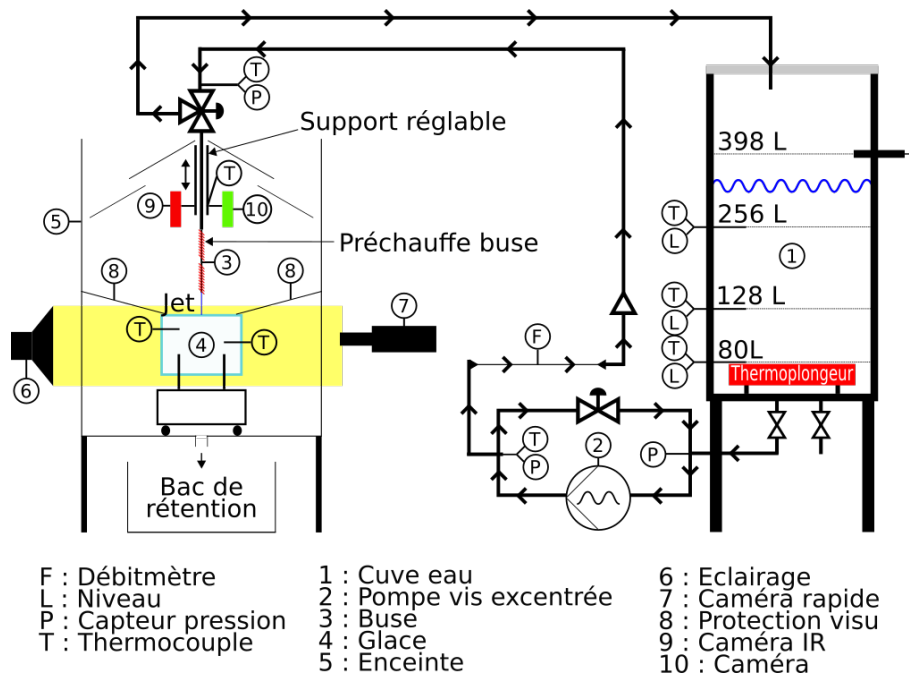 T
P
Support réglable
398 L
T
9
10
5
256 L
T
L
Préchauffe buse
3
1
8
8
Jet
128 L
T
L
T
4
T
7
F
80L
T
L
Thermoplongeur
6
T
P
2
P
Bac de
rétention
F : Débitmètre
L : Niveau
P : Capteur pression
T : Thermocouple
1 : Cuve eau
2 : Pompe vis excentrée
3 : Buse
4 : Glace
5 : Enceinte
6 : Eclairage
7 : Caméra rapide
8 : Protection visu
9 : Caméra IR
10 : Caméra